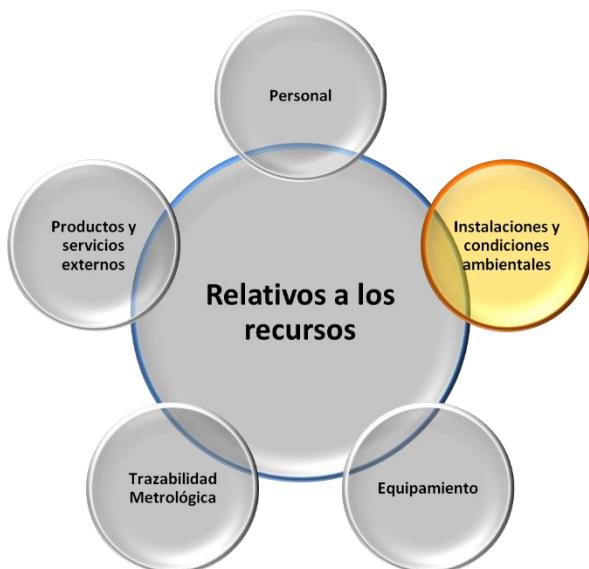 Personal
Productos y
servicios
externos
Instalaciones y
condiciones
ambientales
Relativos a los
recursos
Trazabilidad
Metrológica
Equipamiento